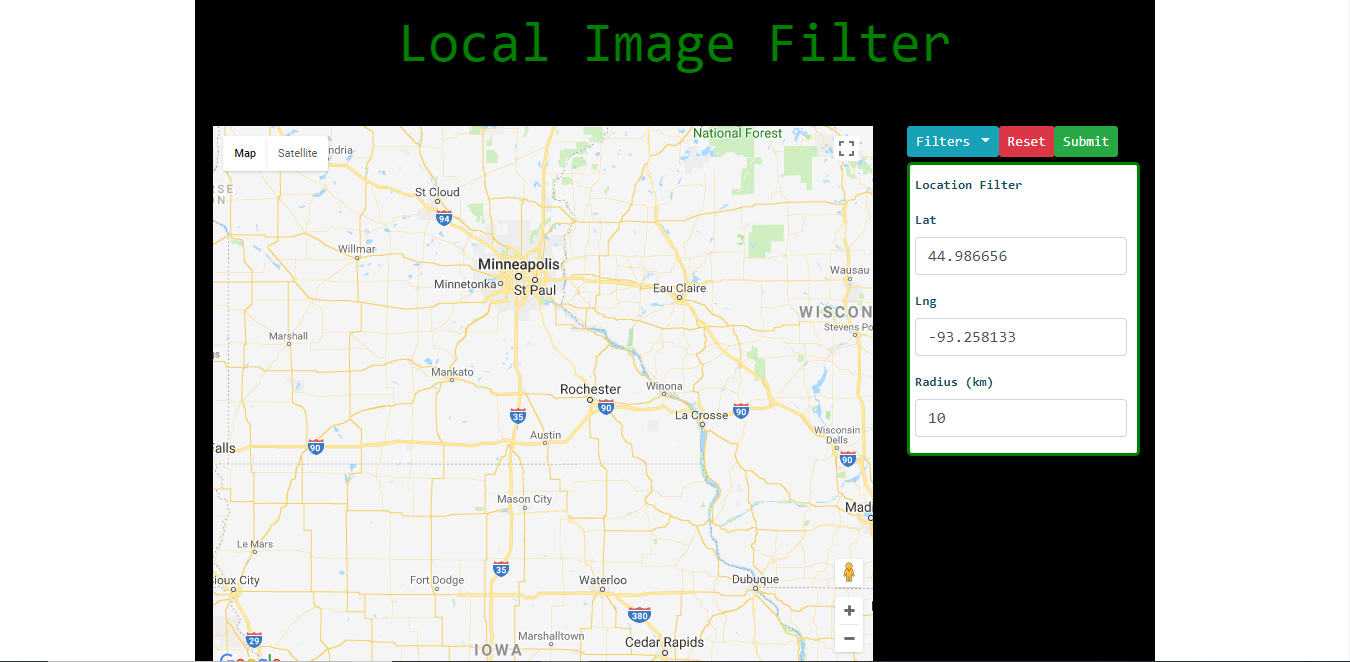 Local Image Filter
National Forest
Map Satellite
ndria
Filters Reset Submit
Location Filter
Lat
44.986656
Lng
-93.258133
Radius (km)
10
St Cloud
94
Willmar
Minneapolis
Minnetonka
St Paul
Eau Claire
Wausau
WISCON
Stevens Po
Marshall
Mankato
Rochester
90
Winona
La Crosse
90
35
Austin
Wisconsin
Dells
90
alls
90
Mason City
Madi
Le Mars
35
Sioux City
Fort Dodge
Waterloo
Dubuque
380
29
Marshalltown
Cedar Rapids
IOWA
Google